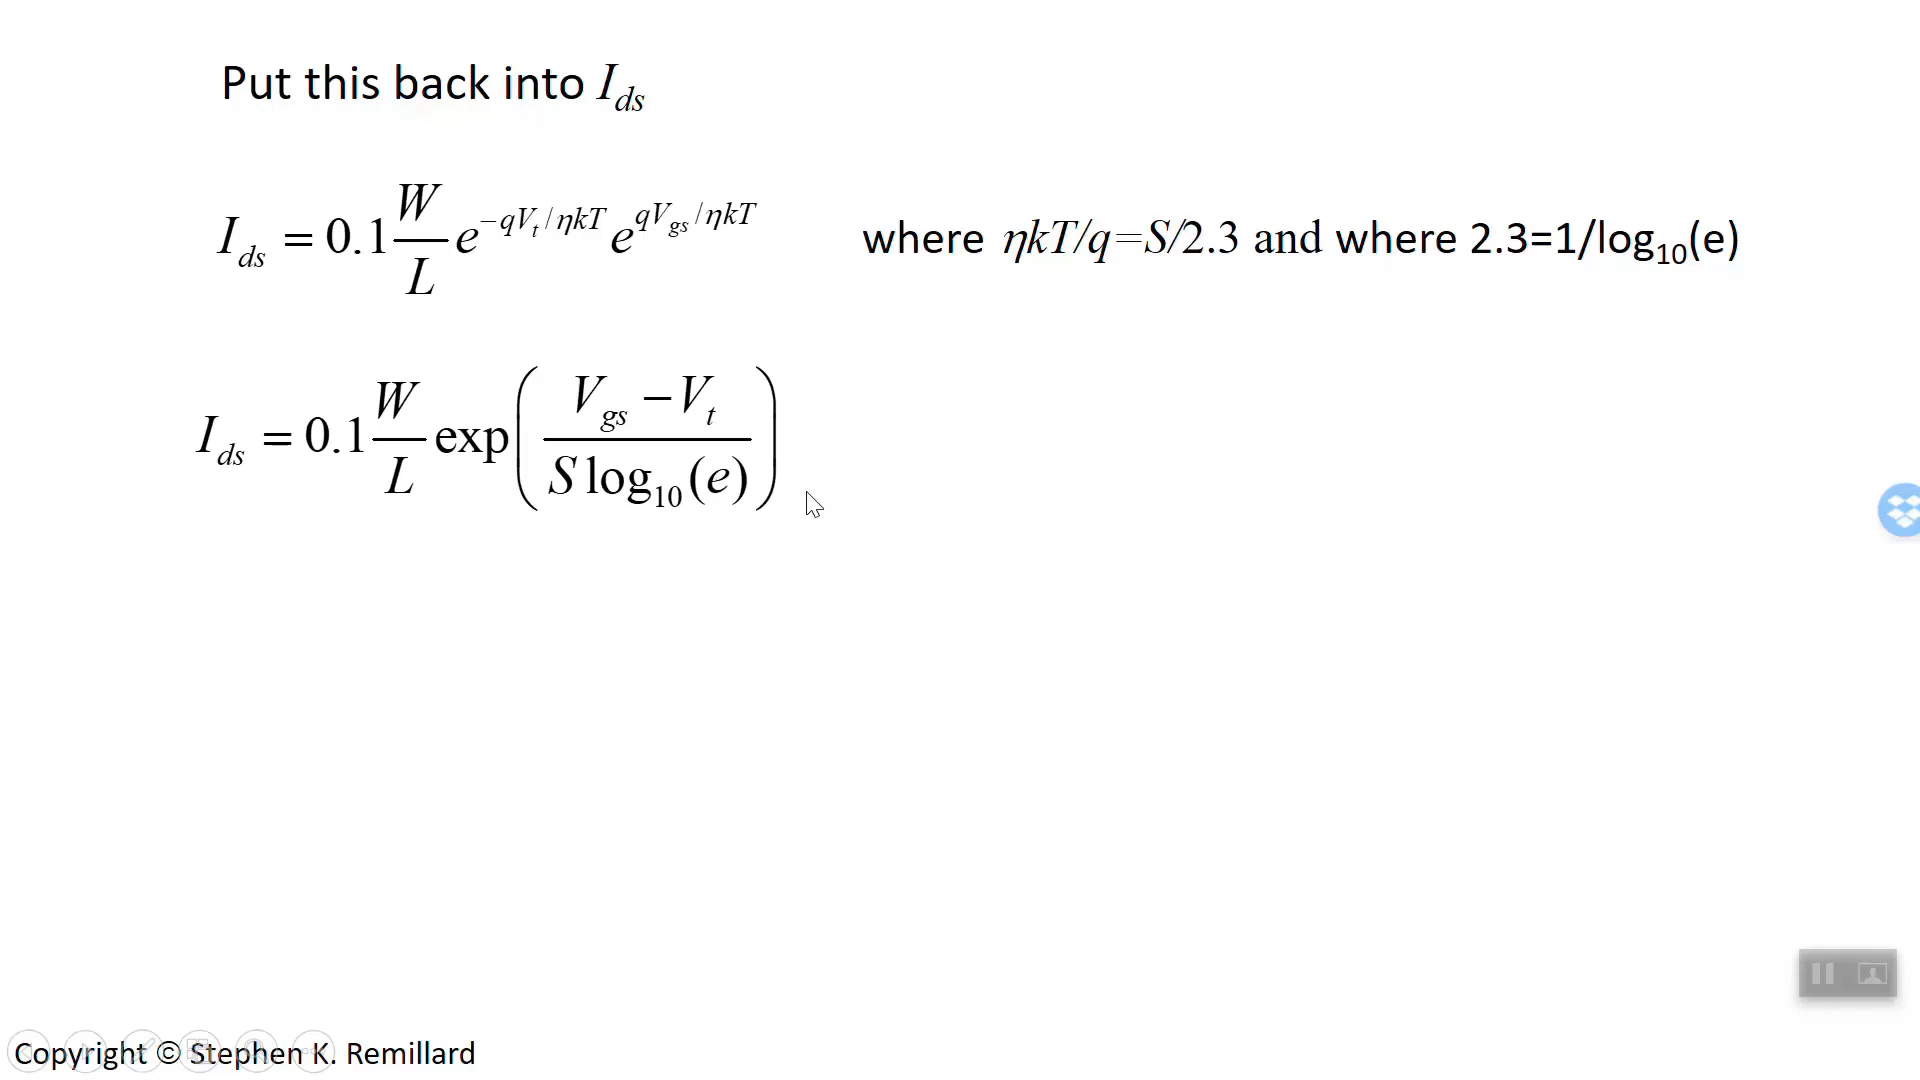 Put this back into I_ds
I_ds = 0.1 W/L e^(−qV_t/ηkT) e^(qV_gs/ηkT) where ηkT/q=S/2.3 and where 2.3=1/log₁₀(e)
I_ds = 0.1 W/L exp((V_gs − V_t)/(S log₁₀(e)))
Copyright © Stephen K. Remillard